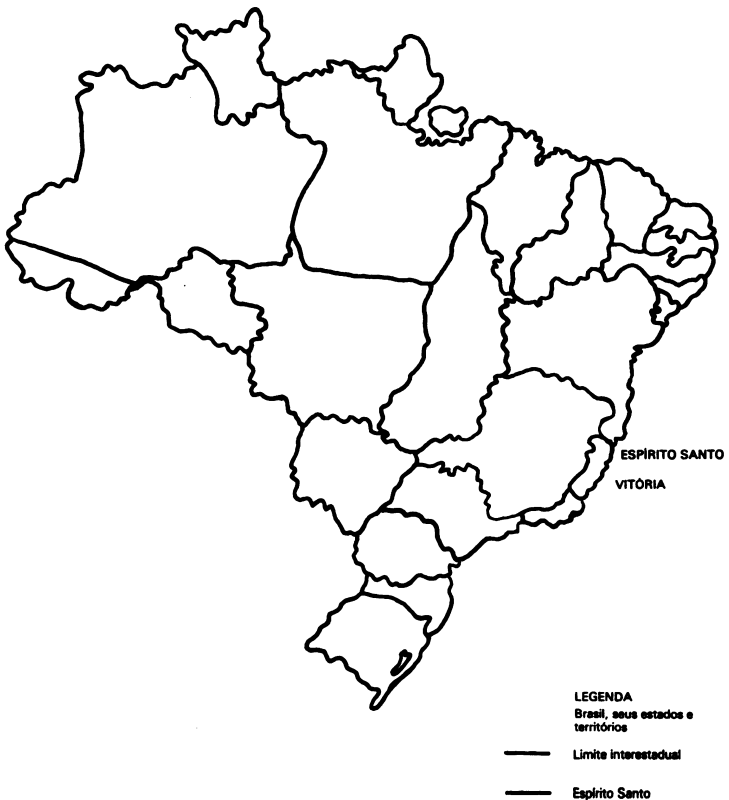 ESPÍRITO SANTO
VITÓRIA
LEGENDA
Brasil, seus estados e
territórios
Limite interestadual
Espírito Santo